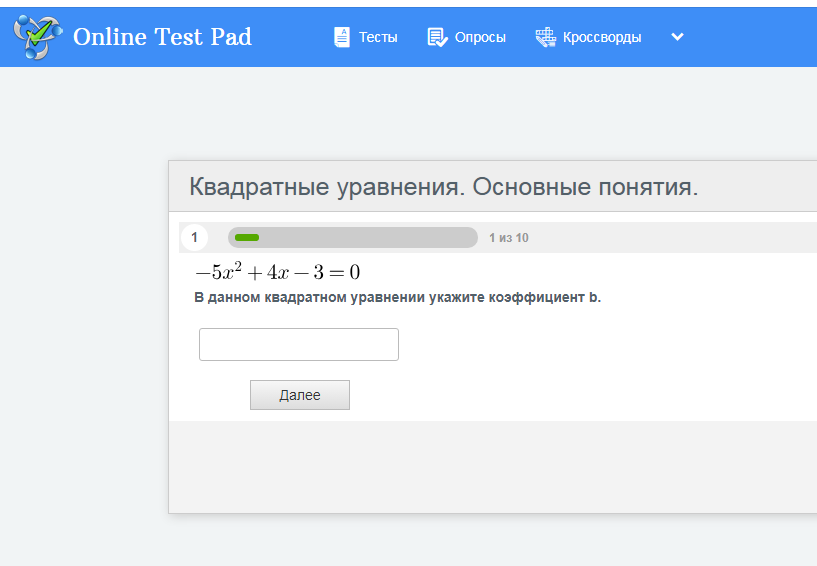 Online Test Pad
Тесты
Опросы
Кроссворды
Квадратные уравнения. Основные понятия.
1
1 из 10
−5x² + 4x − 3 = 0
В данном квадратном уравнении укажите коэффициент b.
Далее